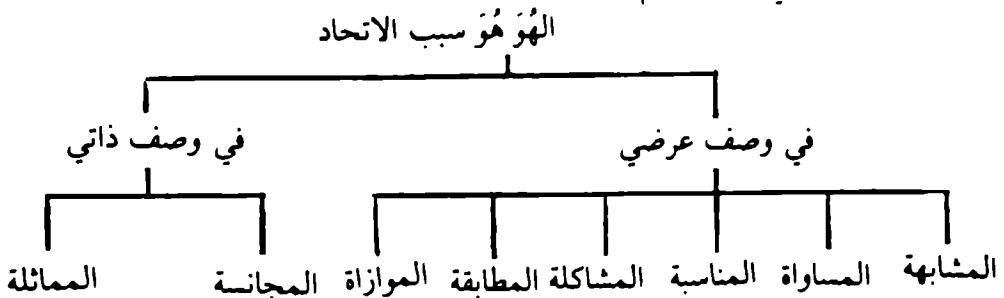 الهُوَ هُوَ سبب الاتحاد
في وصف عرضي
في وصف ذاتي
المشابهة المساواة المناسبة المشاكلة المطابقة الموازاة المجانسة المماثلة